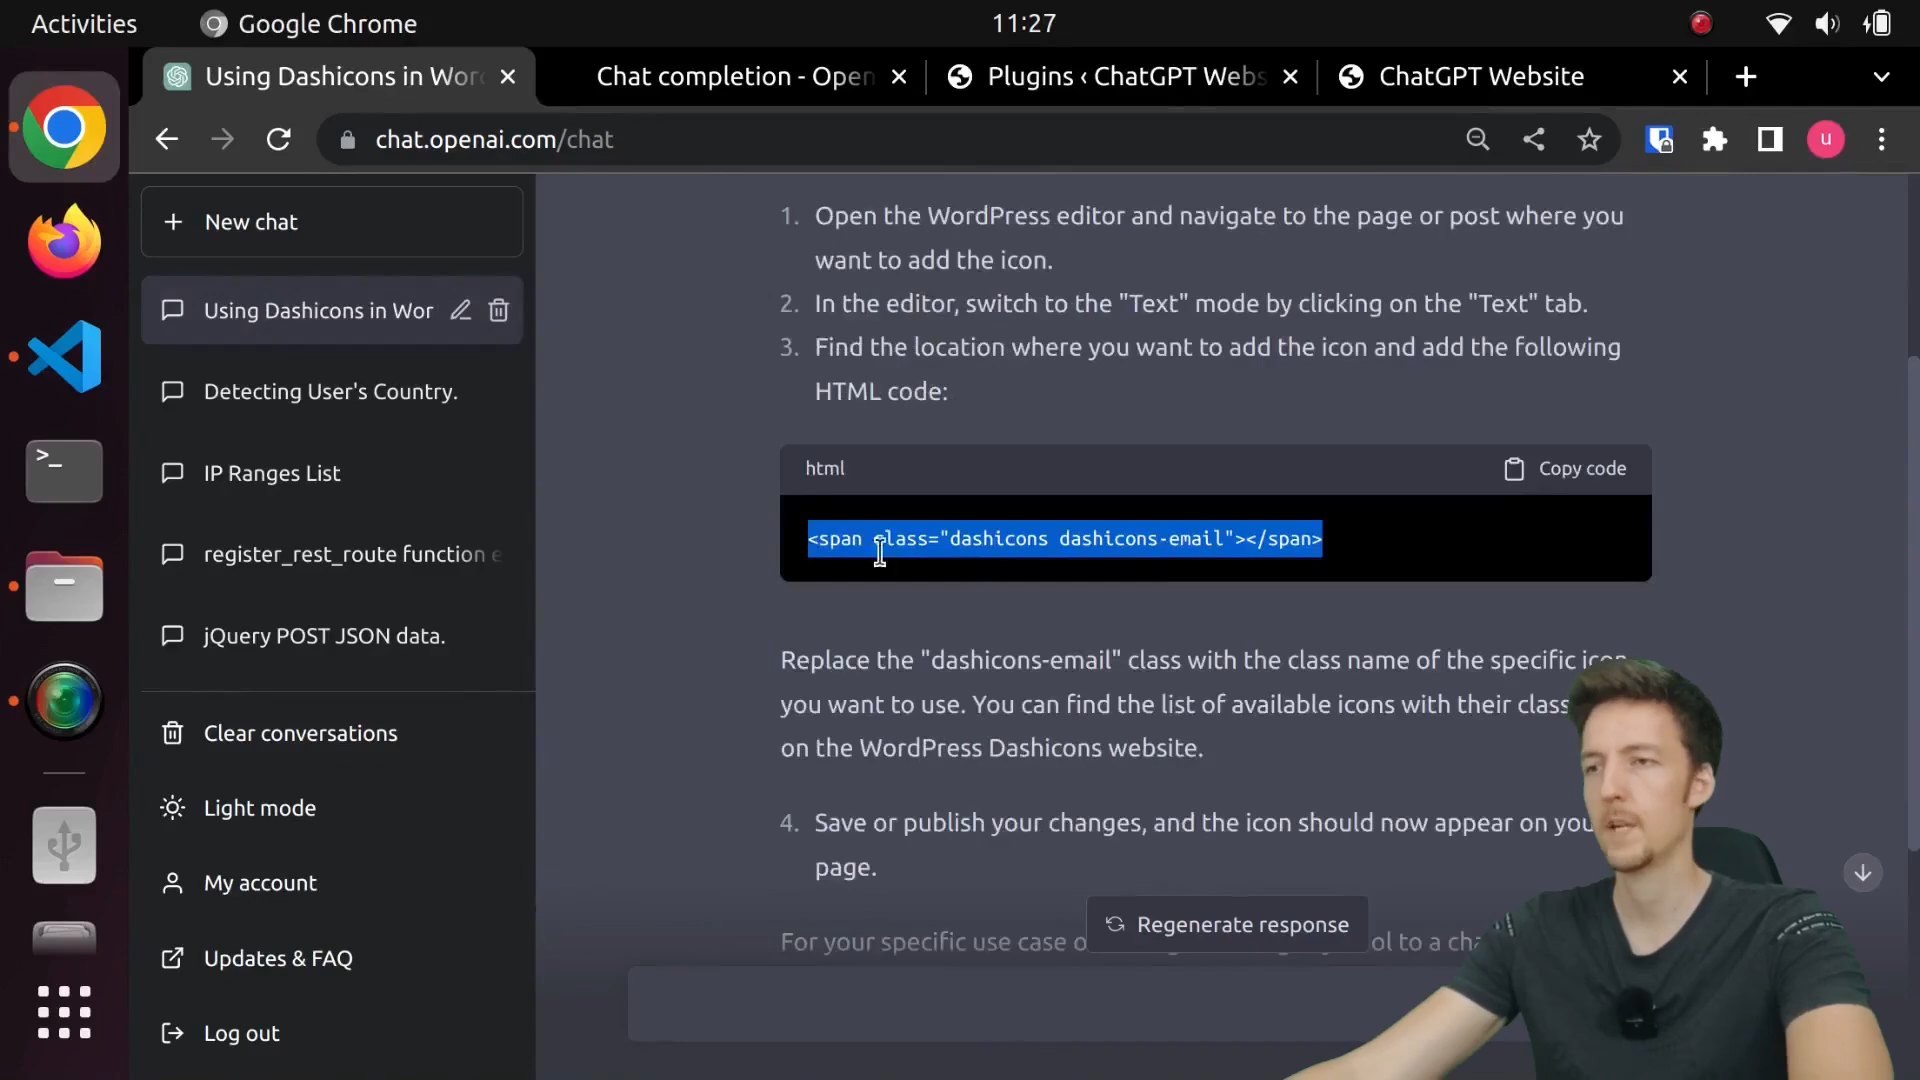 Activities
Google Chrome
11:27
Using Dashicons in Wor
Chat completion - Open
Plugins ‹ ChatGPT Webs
ChatGPT Website
chat.openai.com/chat
u
New chat
Using Dashicons in Wor
Detecting User's Country.
IP Ranges List
register_rest_route function e
jQuery POST JSON data.
Clear conversations
Light mode
My account
Updates & FAQ
Log out
1. Open the WordPress editor and navigate to the page or post where you
want to add the icon.
2. In the editor, switch to the "Text" mode by clicking on the "Text" tab.
3. Find the location where you want to add the icon and add the following
HTML code:
html
Copy code
<span class="dashicons dashicons-email"></span>
Replace the "dashicons-email" class with the class name of the specific icon
you want to use. You can find the list of available icons with their class
on the WordPress Dashicons website.
4. Save or publish your changes, and the icon should now appear on you
page.
Regenerate response
For your specific use case o
ol to a cha